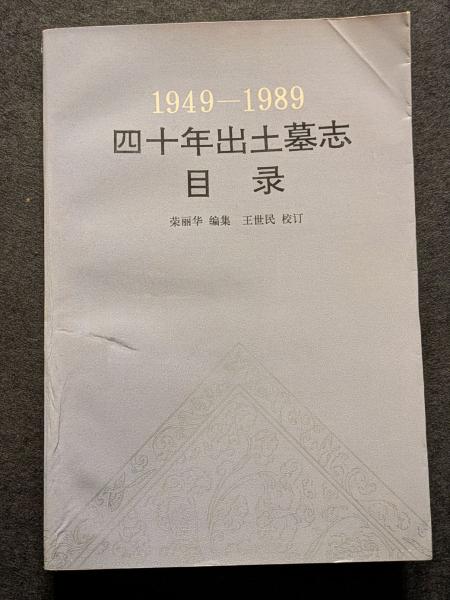 1949—1989
四十年出土墓志
目 录
荣丽华 编集 王世民 校订